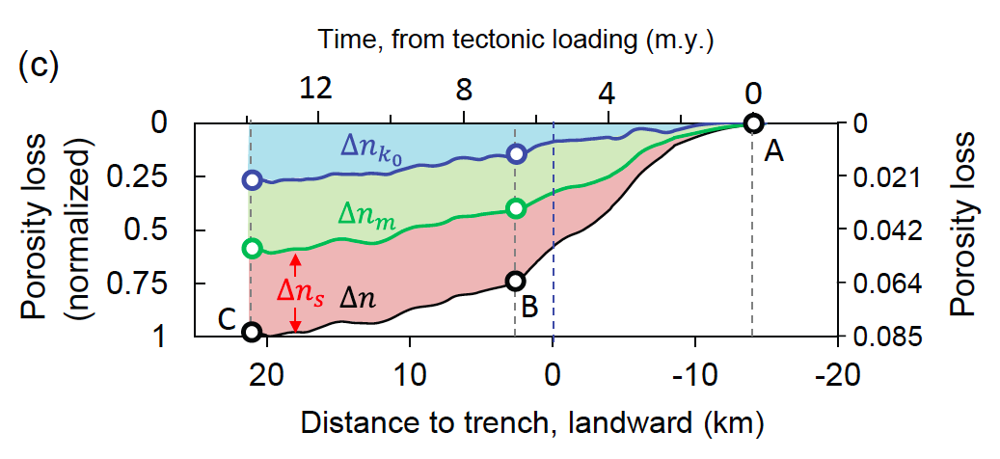 (c)
Time, from tectonic loading (m.y.)
12 8 4 0
Porosity loss
(normalized)
0
0.25
0.5
0.75
1
Δn_{k_0}
Δn_m
Δn_s
Δn
A
B
C
0
0.021
0.042
0.064
0.085
Porosity loss
20 10 0 -10 -20
Distance to trench, landward (km)